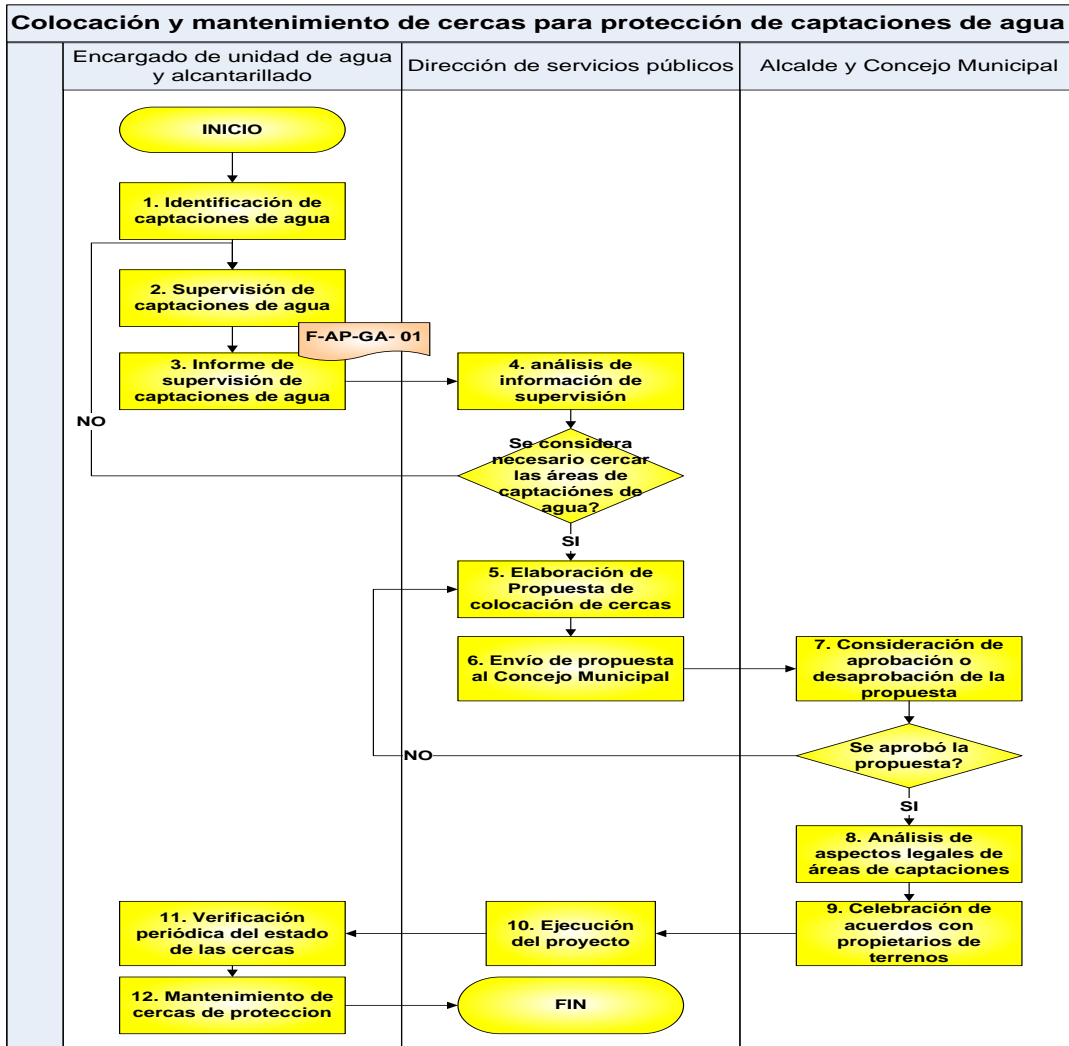 Colocación y mantenimiento de cercas para protección de captaciones de agua
Encargado de unidad de agua
y alcantarillado
Dirección de servicios públicos
Alcalde y Concejo Municipal
INICIO
1. Identificación de
captaciones de agua
2. Supervisión de
captaciones de agua
F-AP-GA- 01
3. Informe de
supervisión de
captaciones de agua
4. análisis de
información de
supervisión
NO
Se considera
necesario cercar
las áreas de
captaciónes de
agua?
SI
5. Elaboración de
Propuesta de
colocación de cercas
6. Envío de propuesta
al Concejo Municipal
7. Consideración de
aprobación o
desaprobación de la
propuesta
NO
Se aprobó la
propuesta?
SI
8. Análisis de
aspectos legales de
áreas de captaciones
9. Celebración de
acuerdos con
propietarios de
terrenos
10. Ejecución
del proyecto
11. Verificación
periódica del estado
de las cercas
12. Mantenimiento de
cercas de proteccion
FIN